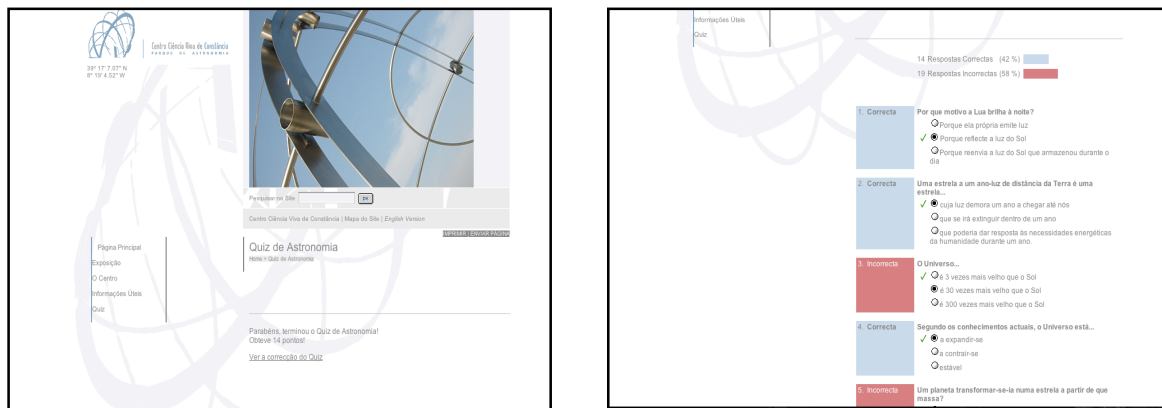 Centro Ciência Viva de Constância
PARQUE DE ASTRONOMIA
39º 17' 7.07" N
8º 19' 4.52" W
Pesquisar no Site
Centro Ciência Viva de Constância | Mapa do Site | English Version
IMPRIMIR | ENVIAR PÁGINA
Página Principal
Exposição
O Centro
Informações Úteis
Quiz
Quiz de Astronomia
Home > Quiz de Astronomia
Parabéns, terminou o Quiz de Astronomia!
Obteve 14 pontos!
Ver a correcção do Quiz
Informações Úteis
Quiz
14 Respostas Correctas (42 %)
19 Respostas Incorrectas (58 %)
1. Correcta
Por que motivo a Lua brilha à noite?
Porque ela própria emite luz
Porque reflecte a luz do Sol
Porque reenvia a luz do Sol que armazenou durante o
dia
2. Correcta
Uma estrela a um ano-luz de distância da Terra é uma
estrela...
cuja luz demora um ano a chegar até nós
que se irá extinguir dentro de um ano
que poderia dar resposta às necessidades energéticas
da humanidade durante um ano.
3. Incorrecta
O Universo...
é 3 vezes mais velho que o Sol
é 30 vezes mais velho que o Sol
é 300 vezes mais velho que o Sol
4. Correcta
Segundo os conhecimentos actuais, o Universo está...
a expandir-se
a contrair-se
estável
5. Incorrecta
Um planeta transformar-se-ia numa estrela a partir de que
massa?